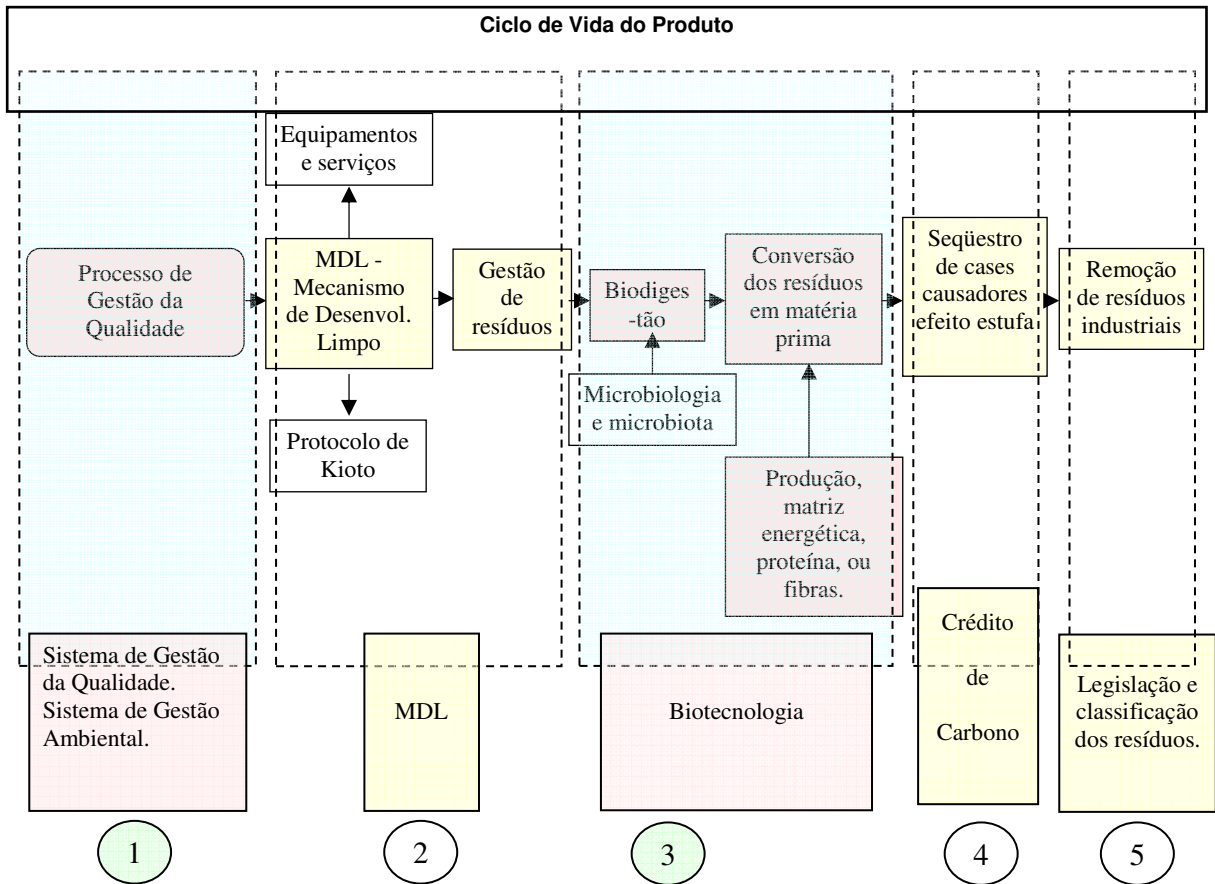 Ciclo de Vida do Produto
Equipamentos
e serviços
Processo de
Gestão da
Qualidade
MDL -
Mecanismo
de Desenvol.
Limpo
Gestão
de
resíduos
Biodiges
-tão
Conversão
dos resíduos
em matéria
prima
Seqüestro
de cases
causadores
efeito estufa
Remoção
de resíduos
industriais
Microbiologia
e microbiota
Protocolo de
Kioto
Produção,
matriz
energética,
proteína, ou
fibras.
Sistema de Gestão
da Qualidade.
Sistema de Gestão
Ambiental.
MDL
Biotecnologia
Crédito
de
Carbono
Legislação e
classificação
dos resíduos.
1
2
3
4
5